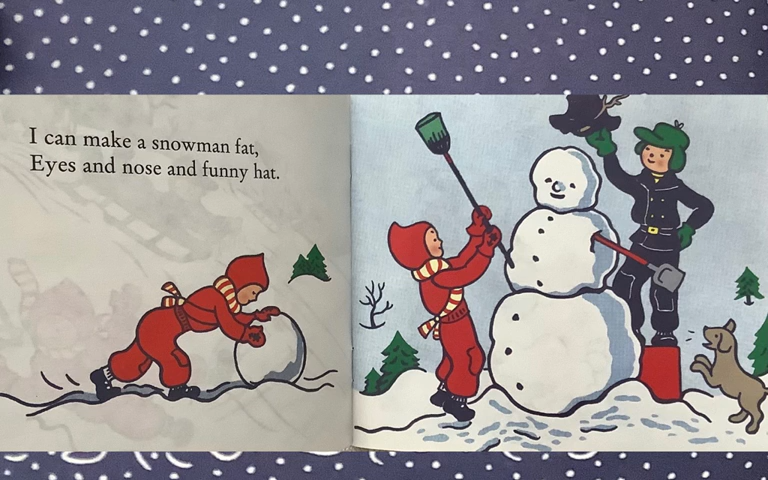 I can make a snowman fat,
Eyes and nose and funny hat.